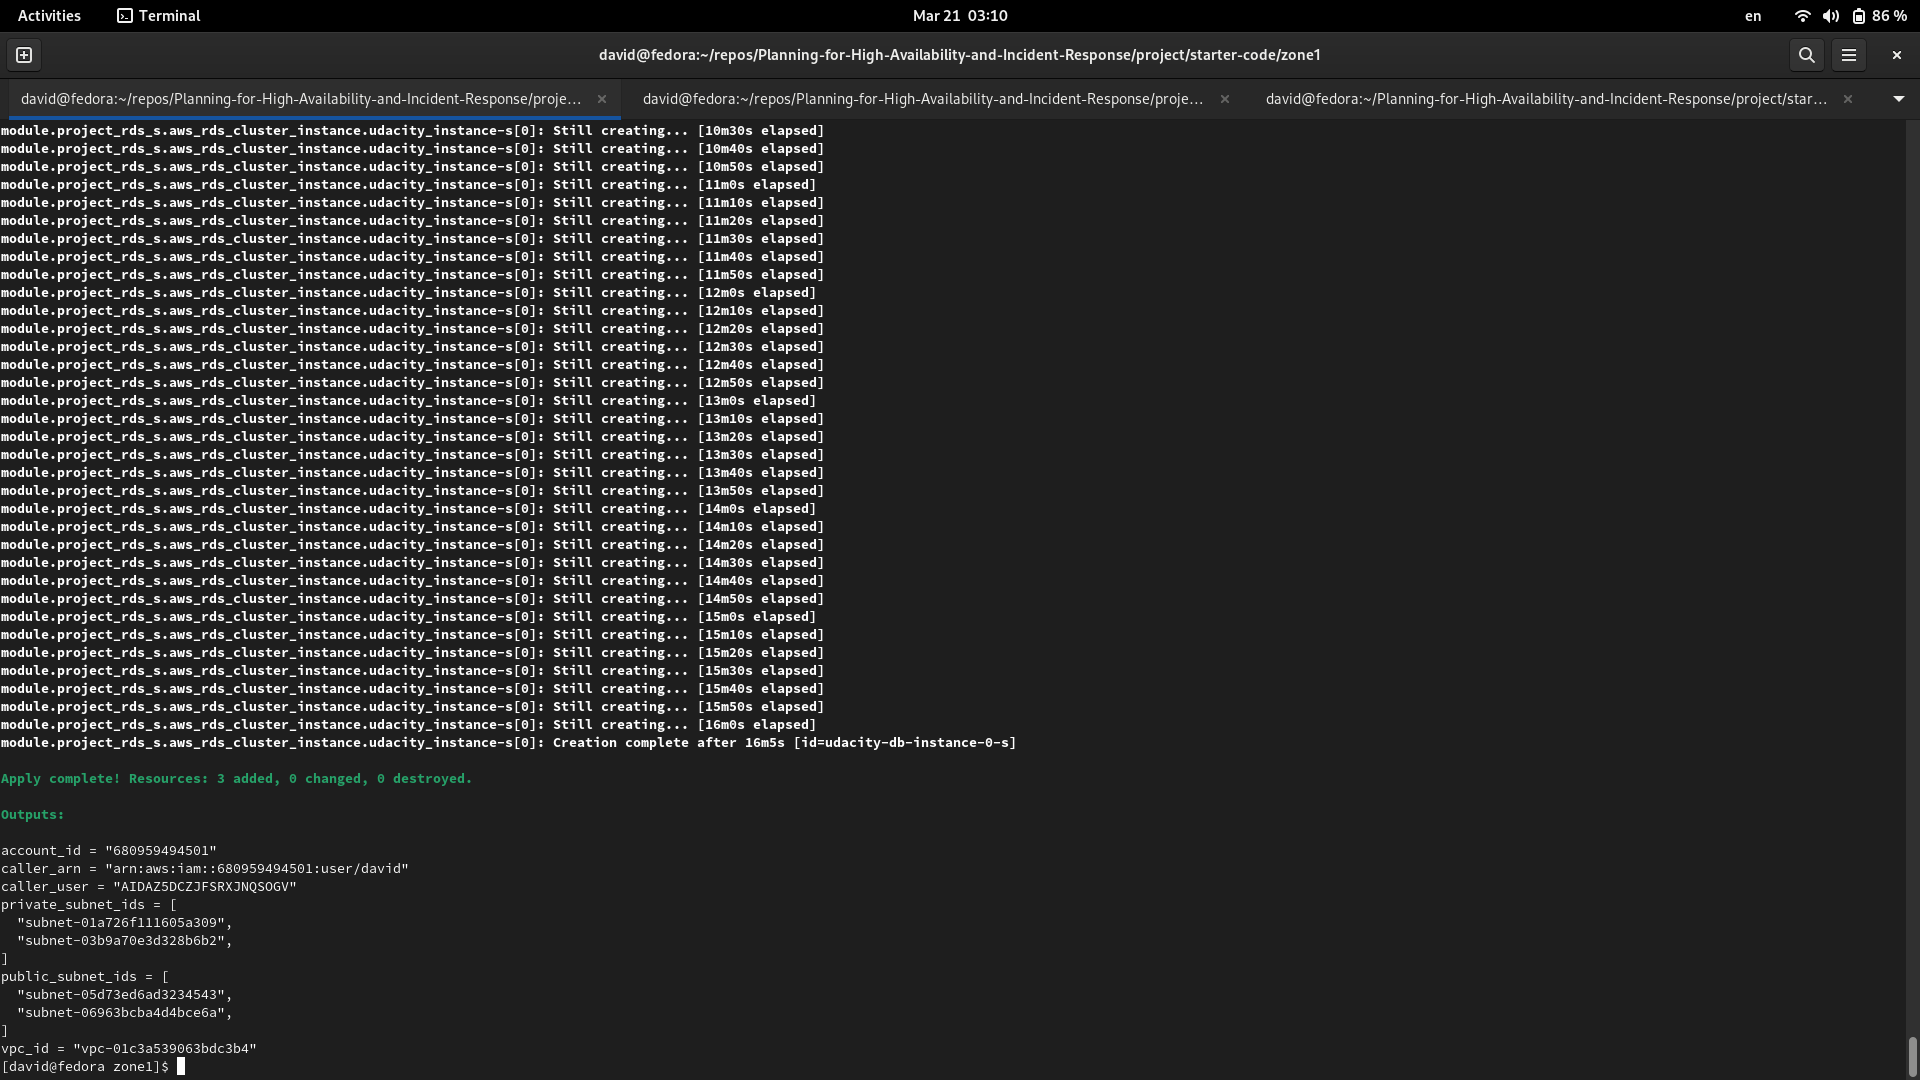 Activities Terminal Mar 21 03:10 en 86 %
david@fedora:~/repos/Planning-for-High-Availability-and-Incident-Response/project/starter-code/zone1
david@fedora:~/repos/Planning-for-High-Availability-and-Incident-Response/proje... david@fedora:~/repos/Planning-for-High-Availability-and-Incident-Response/proje... david@fedora:~/Planning-for-High-Availability-and-Incident-Response/project/star...
module.project_rds_s.aws_rds_cluster_instance.udacity_instance-s[0]: Still creating... [10m30s elapsed]
module.project_rds_s.aws_rds_cluster_instance.udacity_instance-s[0]: Still creating... [10m40s elapsed]
module.project_rds_s.aws_rds_cluster_instance.udacity_instance-s[0]: Still creating... [10m50s elapsed]
module.project_rds_s.aws_rds_cluster_instance.udacity_instance-s[0]: Still creating... [11m0s elapsed]
module.project_rds_s.aws_rds_cluster_instance.udacity_instance-s[0]: Still creating... [11m10s elapsed]
module.project_rds_s.aws_rds_cluster_instance.udacity_instance-s[0]: Still creating... [11m20s elapsed]
module.project_rds_s.aws_rds_cluster_instance.udacity_instance-s[0]: Still creating... [11m30s elapsed]
module.project_rds_s.aws_rds_cluster_instance.udacity_instance-s[0]: Still creating... [11m40s elapsed]
module.project_rds_s.aws_rds_cluster_instance.udacity_instance-s[0]: Still creating... [11m50s elapsed]
module.project_rds_s.aws_rds_cluster_instance.udacity_instance-s[0]: Still creating... [12m0s elapsed]
module.project_rds_s.aws_rds_cluster_instance.udacity_instance-s[0]: Still creating... [12m10s elapsed]
module.project_rds_s.aws_rds_cluster_instance.udacity_instance-s[0]: Still creating... [12m20s elapsed]
module.project_rds_s.aws_rds_cluster_instance.udacity_instance-s[0]: Still creating... [12m30s elapsed]
module.project_rds_s.aws_rds_cluster_instance.udacity_instance-s[0]: Still creating... [12m40s elapsed]
module.project_rds_s.aws_rds_cluster_instance.udacity_instance-s[0]: Still creating... [12m50s elapsed]
module.project_rds_s.aws_rds_cluster_instance.udacity_instance-s[0]: Still creating... [13m0s elapsed]
module.project_rds_s.aws_rds_cluster_instance.udacity_instance-s[0]: Still creating... [13m10s elapsed]
module.project_rds_s.aws_rds_cluster_instance.udacity_instance-s[0]: Still creating... [13m20s elapsed]
module.project_rds_s.aws_rds_cluster_instance.udacity_instance-s[0]: Still creating... [13m30s elapsed]
module.project_rds_s.aws_rds_cluster_instance.udacity_instance-s[0]: Still creating... [13m40s elapsed]
module.project_rds_s.aws_rds_cluster_instance.udacity_instance-s[0]: Still creating... [13m50s elapsed]
module.project_rds_s.aws_rds_cluster_instance.udacity_instance-s[0]: Still creating... [14m0s elapsed]
module.project_rds_s.aws_rds_cluster_instance.udacity_instance-s[0]: Still creating... [14m10s elapsed]
module.project_rds_s.aws_rds_cluster_instance.udacity_instance-s[0]: Still creating... [14m20s elapsed]
module.project_rds_s.aws_rds_cluster_instance.udacity_instance-s[0]: Still creating... [14m30s elapsed]
module.project_rds_s.aws_rds_cluster_instance.udacity_instance-s[0]: Still creating... [14m40s elapsed]
module.project_rds_s.aws_rds_cluster_instance.udacity_instance-s[0]: Still creating... [14m50s elapsed]
module.project_rds_s.aws_rds_cluster_instance.udacity_instance-s[0]: Still creating... [15m0s elapsed]
module.project_rds_s.aws_rds_cluster_instance.udacity_instance-s[0]: Still creating... [15m10s elapsed]
module.project_rds_s.aws_rds_cluster_instance.udacity_instance-s[0]: Still creating... [15m20s elapsed]
module.project_rds_s.aws_rds_cluster_instance.udacity_instance-s[0]: Still creating... [15m30s elapsed]
module.project_rds_s.aws_rds_cluster_instance.udacity_instance-s[0]: Still creating... [15m40s elapsed]
module.project_rds_s.aws_rds_cluster_instance.udacity_instance-s[0]: Still creating... [15m50s elapsed]
module.project_rds_s.aws_rds_cluster_instance.udacity_instance-s[0]: Still creating... [16m0s elapsed]
module.project_rds_s.aws_rds_cluster_instance.udacity_instance-s[0]: Creation complete after 16m5s [id=udacity-db-instance-0-s]
Apply complete! Resources: 3 added, 0 changed, 0 destroyed.
Outputs:
account_id = "680959494501"
caller_arn = "arn:aws:iam::680959494501:user/david"
caller_user = "AIDAZ5DCZJFSRXJNQSOGV"
private_subnet_ids = [
  "subnet-01a726f111605a309",
  "subnet-03b9a70e3d328b6b2",
]
public_subnet_ids = [
  "subnet-05d73ed6ad3234543",
  "subnet-06963bcba4d4bce6a",
]
vpc_id = "vpc-01c3a539063bdc3b4"
[david@fedora zone1]$